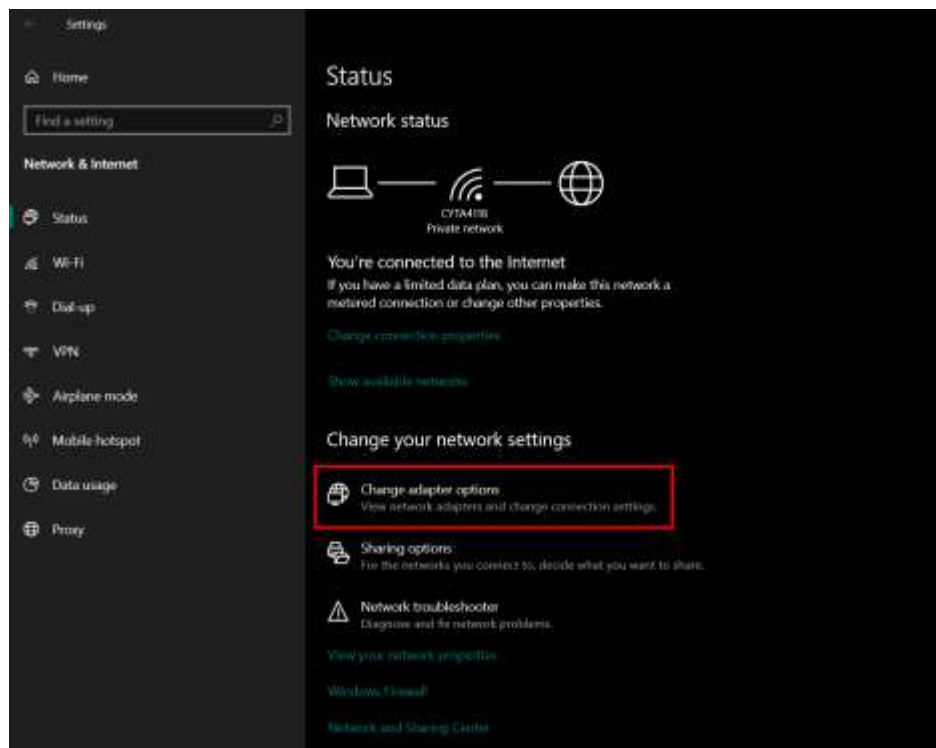 Settings
Home
Find a setting
Network & Internet
Status
Wi-Fi
Dial-up
VPN
Airplane mode
Mobile hotspot
Data usage
Proxy
Status
Network status
Private network
You're connected to the Internet
If you have a limited data plan, you can make this network a
metered connection or change other properties.
Change connection properties
Show available networks
Change your network settings
Change adapter options
View network adapters and change connection settings.
Sharing options
For the networks you connect to, decide what you want to share.
Network troubleshooter
Diagnose and fix network problems.
View your network properties
Windows Firewall
Network and Sharing Center